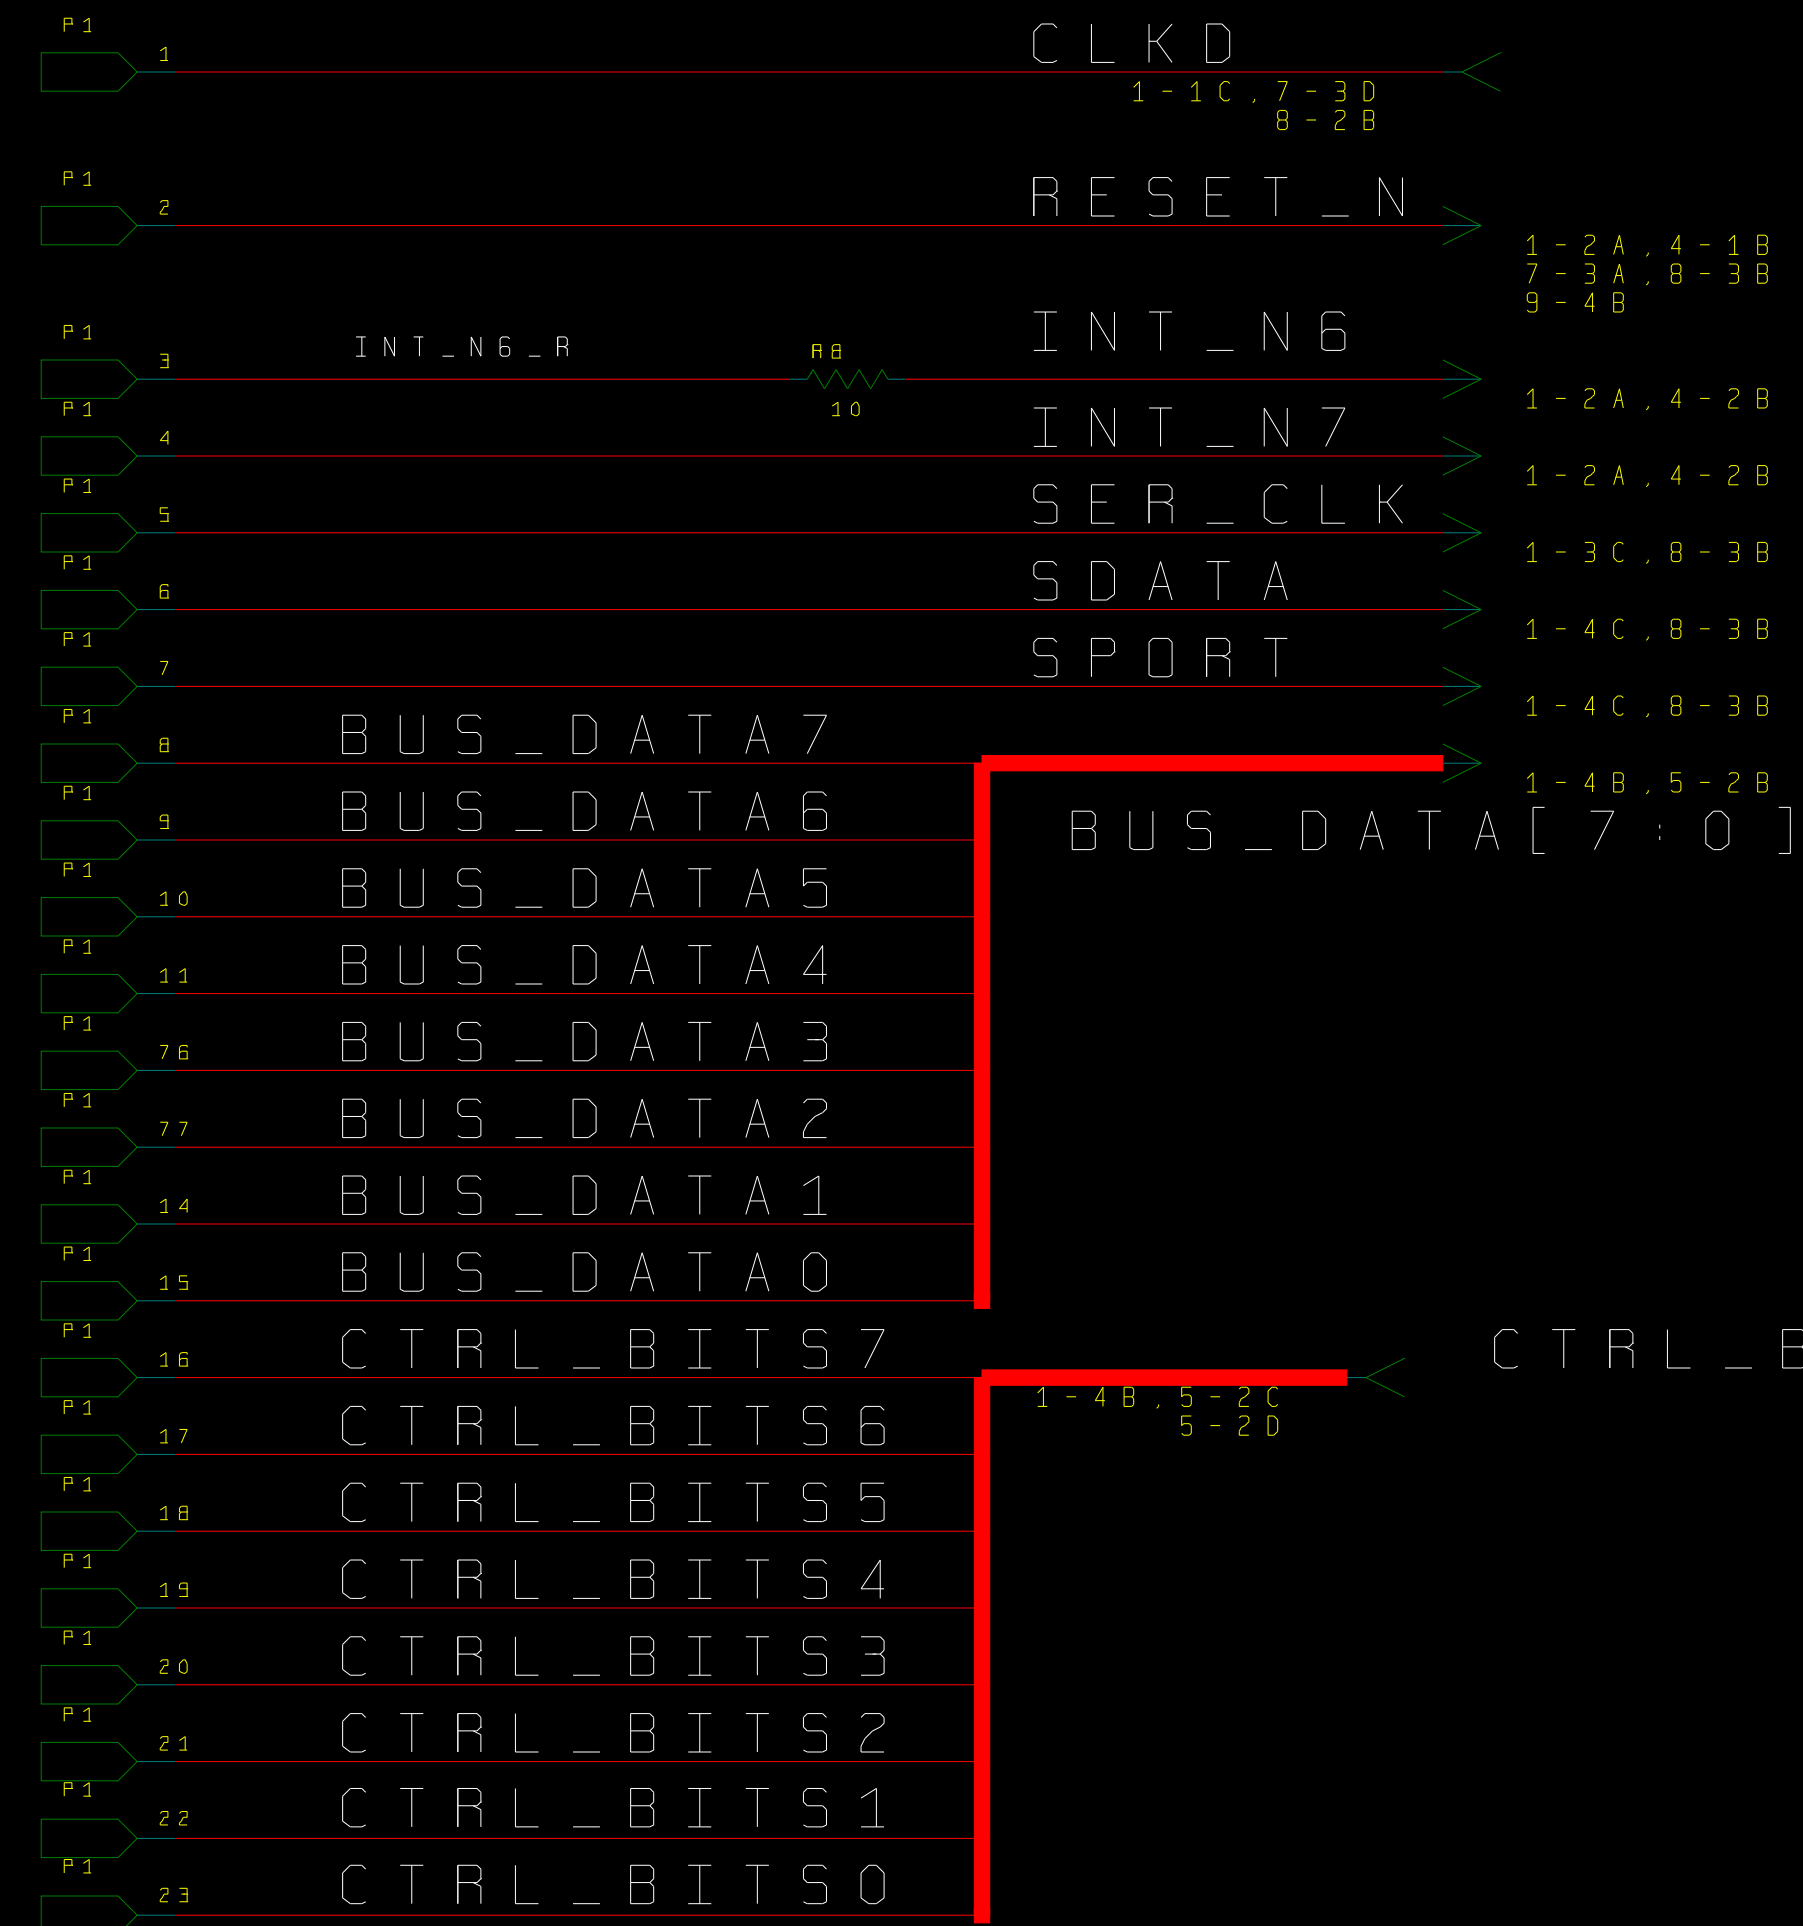 P1
1
CLKD
1-1C,7-3D
8-2B
P1
2
RESET_N
1-2A,4-1B
7-3A,8-3B
9-4B
P1
3
INT_N6_R
R8
10
INT_N6
1-2A,4-2B
P1
4
INT_N7
1-2A,4-2B
P1
5
SER_CLK
1-3C,8-3B
P1
6
SDATA
1-4C,8-3B
P1
7
SPORT
1-4C,8-3B
P1
8
BUS_DATA7
1-4B,5-2B
BUS_DATA[7:0]
P1
9
BUS_DATA6
P1
10
BUS_DATA5
P1
11
BUS_DATA4
P1
76
BUS_DATA3
P1
77
BUS_DATA2
P1
14
BUS_DATA1
P1
15
BUS_DATA0
P1
16
CTRL_BITS7
CTRL_B
1-4B,5-2C
5-2D
P1
17
CTRL_BITS6
P1
18
CTRL_BITS5
P1
19
CTRL_BITS4
P1
20
CTRL_BITS3
P1
21
CTRL_BITS2
P1
22
CTRL_BITS1
P1
23
CTRL_BITS0